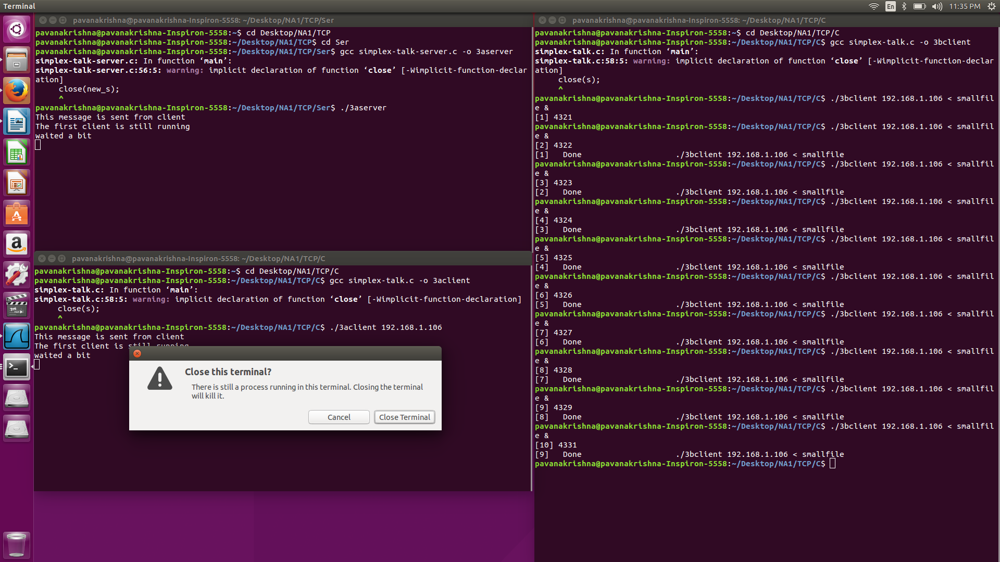 Terminal
En
11:35 PM
pavanakrishna@pavanakrishna-Inspiron-5558: ~/Desktop/NA1/TCP/Ser
pavanakrishna@pavanakrishna-Inspiron-5558:~$ cd Desktop/NA1/TCP
pavanakrishna@pavanakrishna-Inspiron-5558:~/Desktop/NA1/TCP$ cd Ser
pavanakrishna@pavanakrishna-Inspiron-5558:~/Desktop/NA1/TCP/Ser$ gcc simplex-talk-server.c -o 3aserver
simplex-talk-server.c: In function ‘main’:
simplex-talk-server.c:56:5: warning: implicit declaration of function ‘close’ [-Wimplicit-function-declar
ation]
close(new_s);
^
pavanakrishna@pavanakrishna-Inspiron-5558:~/Desktop/NA1/TCP/Ser$ ./3aserver
This message is sent from client
The first client is still running
waited a bit
pavanakrishna@pavanakrishna-Inspiron-5558: ~/Desktop/NA1/TCP/C
pavanakrishna@pavanakrishna-Inspiron-5558:~$ cd Desktop/NA1/TCP/C
pavanakrishna@pavanakrishna-Inspiron-5558:~/Desktop/NA1/TCP/C$ gcc simplex-talk.c -o 3aclient
simplex-talk.c: In function ‘main’:
simplex-talk.c:58:5: warning: implicit declaration of function ‘close’ [-Wimplicit-function-declaration]
close(s);
^
pavanakrishna@pavanakrishna-Inspiron-5558:~/Desktop/NA1/TCP/C$ ./3aclient 192.168.1.106
This message is sent from client
The first client is still running
waited a bit
Close this terminal?
There is still a process running in this terminal. Closing the terminal
will kill it.
Cancel
Close Terminal
pavanakrishna@pavanakrishna-Inspiron-5558: ~/Desktop/NA1/TCP/C
pavanakrishna@pavanakrishna-Inspiron-5558:~$ cd Desktop/NA1/TCP/C
pavanakrishna@pavanakrishna-Inspiron-5558:~/Desktop/NA1/TCP/C$ gcc simplex-talk.c -o 3bclient
simplex-talk.c: In function ‘main’:
simplex-talk.c:58:5: warning: implicit declaration of function ‘close’ [-Wimplicit-function-declar
ation]
close(s);
^
pavanakrishna@pavanakrishna-Inspiron-5558:~/Desktop/NA1/TCP/C$ ./3bclient 192.168.1.106 < smallfil
e &
[1] 4321
pavanakrishna@pavanakrishna-Inspiron-5558:~/Desktop/NA1/TCP/C$ ./3bclient 192.168.1.106 < smallfil
e &
[2] 4322
[1] Done ./3bclient 192.168.1.106 < smallfile
pavanakrishna@pavanakrishna-Inspiron-5558:~/Desktop/NA1/TCP/C$ ./3bclient 192.168.1.106 < smallfil
e &
[3] 4323
[2] Done ./3bclient 192.168.1.106 < smallfile
pavanakrishna@pavanakrishna-Inspiron-5558:~/Desktop/NA1/TCP/C$ ./3bclient 192.168.1.106 < smallfil
e &
[4] 4324
[3] Done ./3bclient 192.168.1.106 < smallfile
pavanakrishna@pavanakrishna-Inspiron-5558:~/Desktop/NA1/TCP/C$ ./3bclient 192.168.1.106 < smallfil
e &
[5] 4325
[4] Done ./3bclient 192.168.1.106 < smallfile
pavanakrishna@pavanakrishna-Inspiron-5558:~/Desktop/NA1/TCP/C$ ./3bclient 192.168.1.106 < smallfil
e &
[6] 4326
[5] Done ./3bclient 192.168.1.106 < smallfile
pavanakrishna@pavanakrishna-Inspiron-5558:~/Desktop/NA1/TCP/C$ ./3bclient 192.168.1.106 < smallfil
e &
[7] 4327
[6] Done ./3bclient 192.168.1.106 < smallfile
pavanakrishna@pavanakrishna-Inspiron-5558:~/Desktop/NA1/TCP/C$ ./3bclient 192.168.1.106 < smallfil
e &
[8] 4328
[7] Done ./3bclient 192.168.1.106 < smallfile
pavanakrishna@pavanakrishna-Inspiron-5558:~/Desktop/NA1/TCP/C$ ./3bclient 192.168.1.106 < smallfil
e &
[9] 4329
[8] Done ./3bclient 192.168.1.106 < smallfile
pavanakrishna@pavanakrishna-Inspiron-5558:~/Desktop/NA1/TCP/C$ ./3bclient 192.168.1.106 < smallfil
e &
[10] 4331
[9] Done ./3bclient 192.168.1.106 < smallfile
pavanakrishna@pavanakrishna-Inspiron-5558:~/Desktop/NA1/TCP/C$